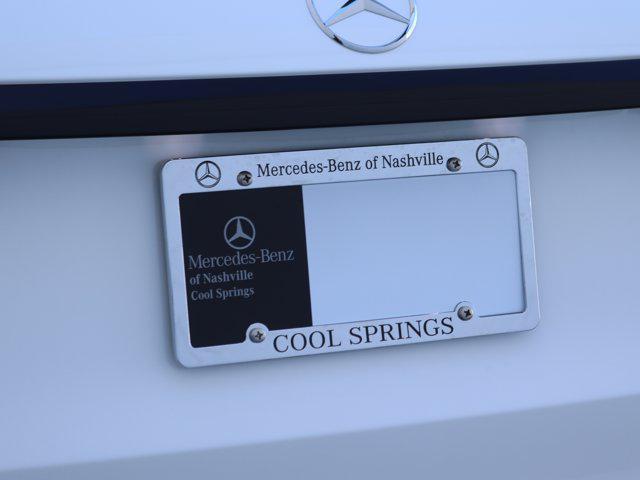 Mercedes-Benz of Nashville
Mercedes-Benz
of Nashville
Cool Springs
COOL SPRINGS